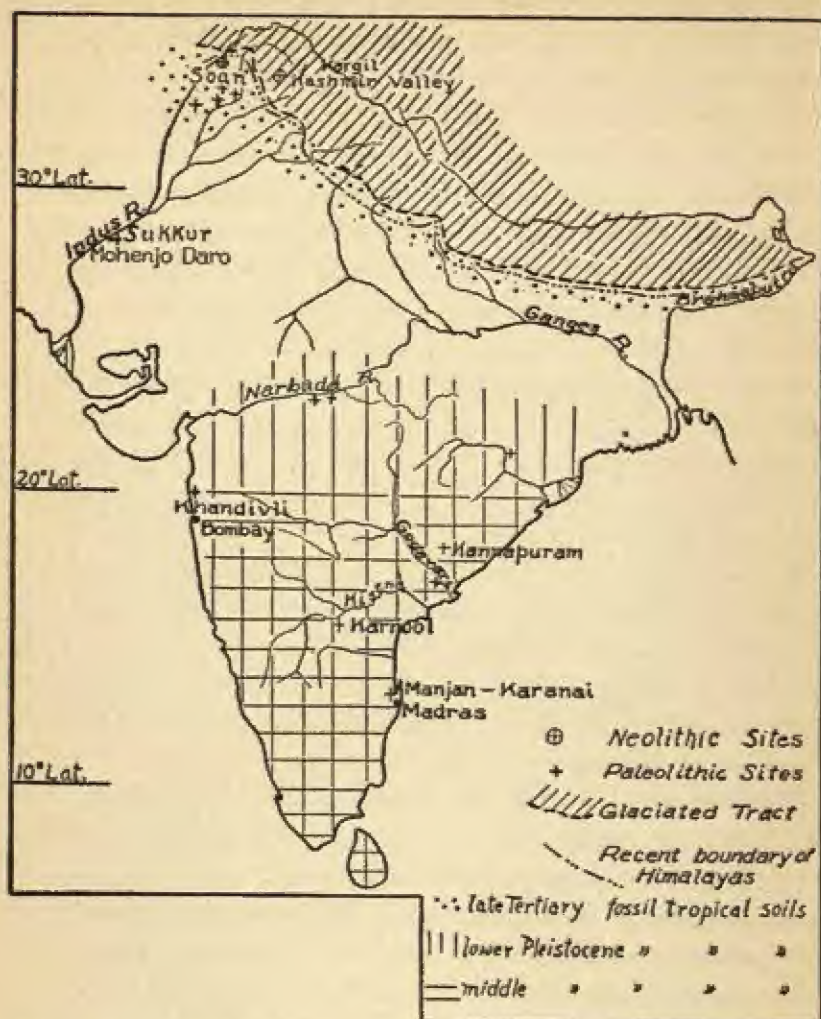 Soan
Kargil
Kashmir Valley
30° Lat.
Indus R.
Sukkur
Mohenjo Daro
Brahmaputra
Ganges R.
Narbada R.
20° Lat.
Khandivli
Bombay
Godavari
Kannapuram
Kistna
Karnool
Manjan-Karanai
Madras
10° Lat.
Neolithic Sites
Paleolithic Sites
Glaciated Tract
Recent boundary of
Himalayas
late Tertiary fossil tropical soils
lower Pleistocene " " "
middle " " " "